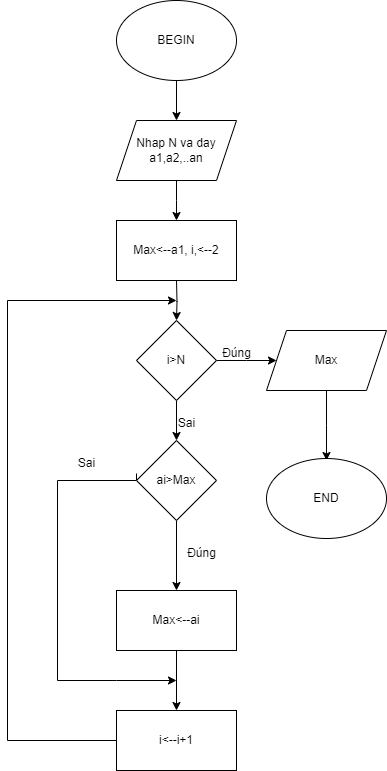 BEGIN
Nhap N va day
a1,a2,..an
Max<--a1, i,<--2
i>N
Đúng
Max
Sai
Sai
ai>Max
END
Đúng
Max<--ai
i<--i+1